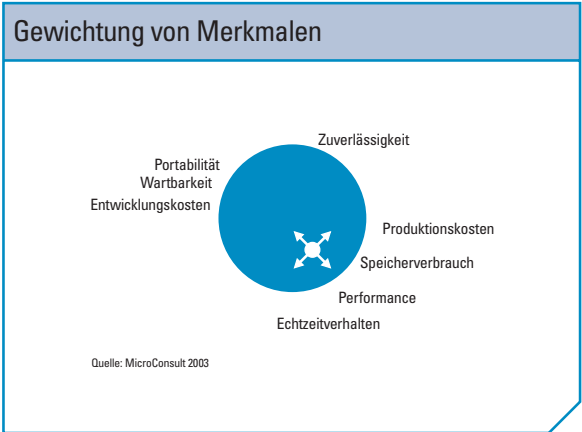 Gewichtung von Merkmalen
Zuverlässigkeit
Portabilität
Wartbarkeit
Entwicklungskosten
Produktionskosten
Speicherverbrauch
Performance
Echtzeitverhalten
Quelle: MicroConsult 2003